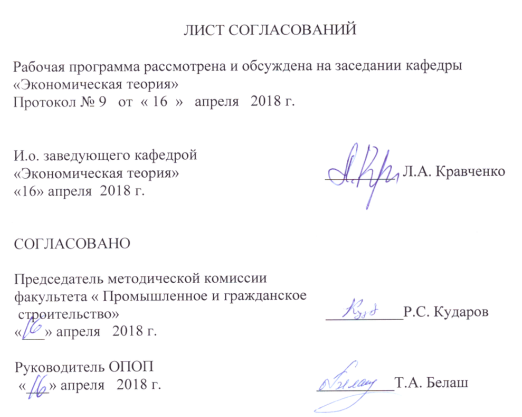 ЛИСТ СОГЛАСОВАНИЙ
Рабочая программа рассмотрена и обсуждена на заседании кафедры
«Экономическая теория»
Протокол № 9 от « 16 » апреля 2018 г.
И.о. заведующего кафедрой
«Экономическая теория» Л.А. Кравченко
«16» апреля 2018 г.
СОГЛАСОВАНО
Председатель методической комиссии
факультета « Промышленное и гражданское
строительство» Р.С. Кударов
«16» апреля 2018 г.
Руководитель ОПОП
«16» апреля 2018 г. Т.А. Белаш